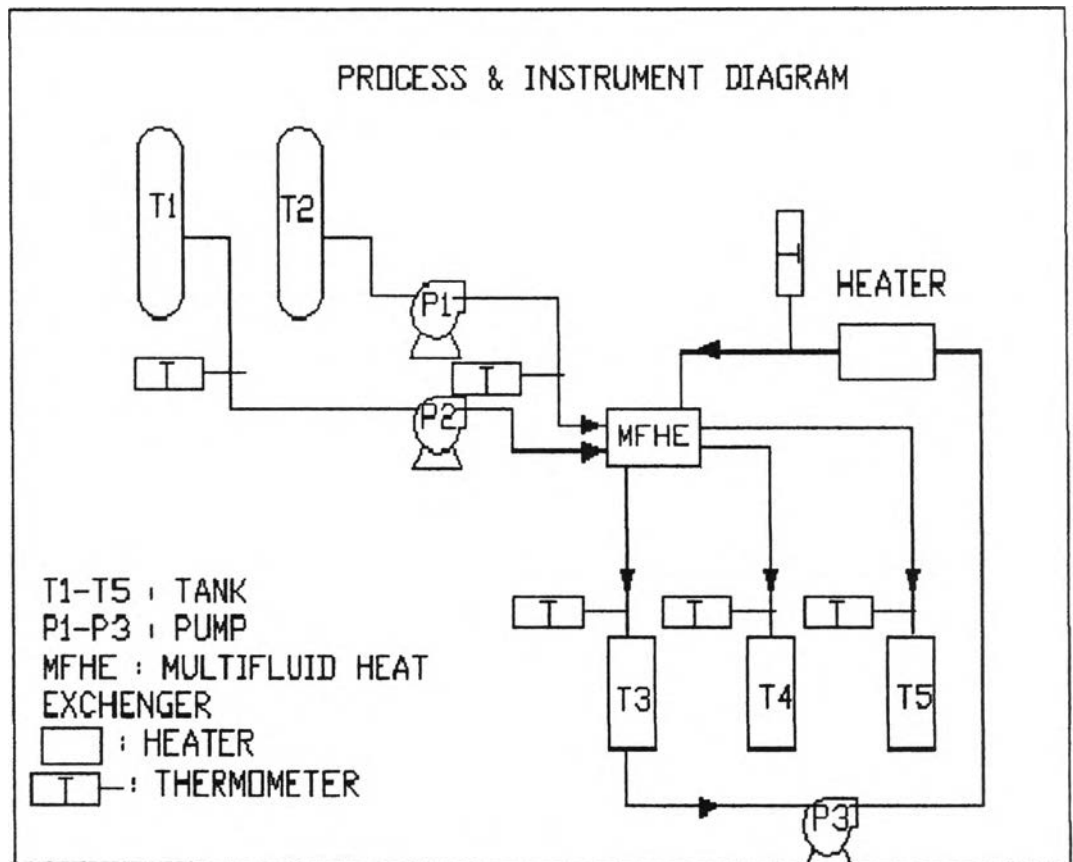 PROCESS & INSTRUMENT DIAGRAM
T1
T2
P1
T
HEATER
T
T
P2
MFHE
T1-T5 : TANK
P1-P3 : PUMP
MFHE : MULTIFLUID HEAT
EXCHENGER
: HEATER
T : THERMOMETER
T
T
T
T3
T4
T5
P3